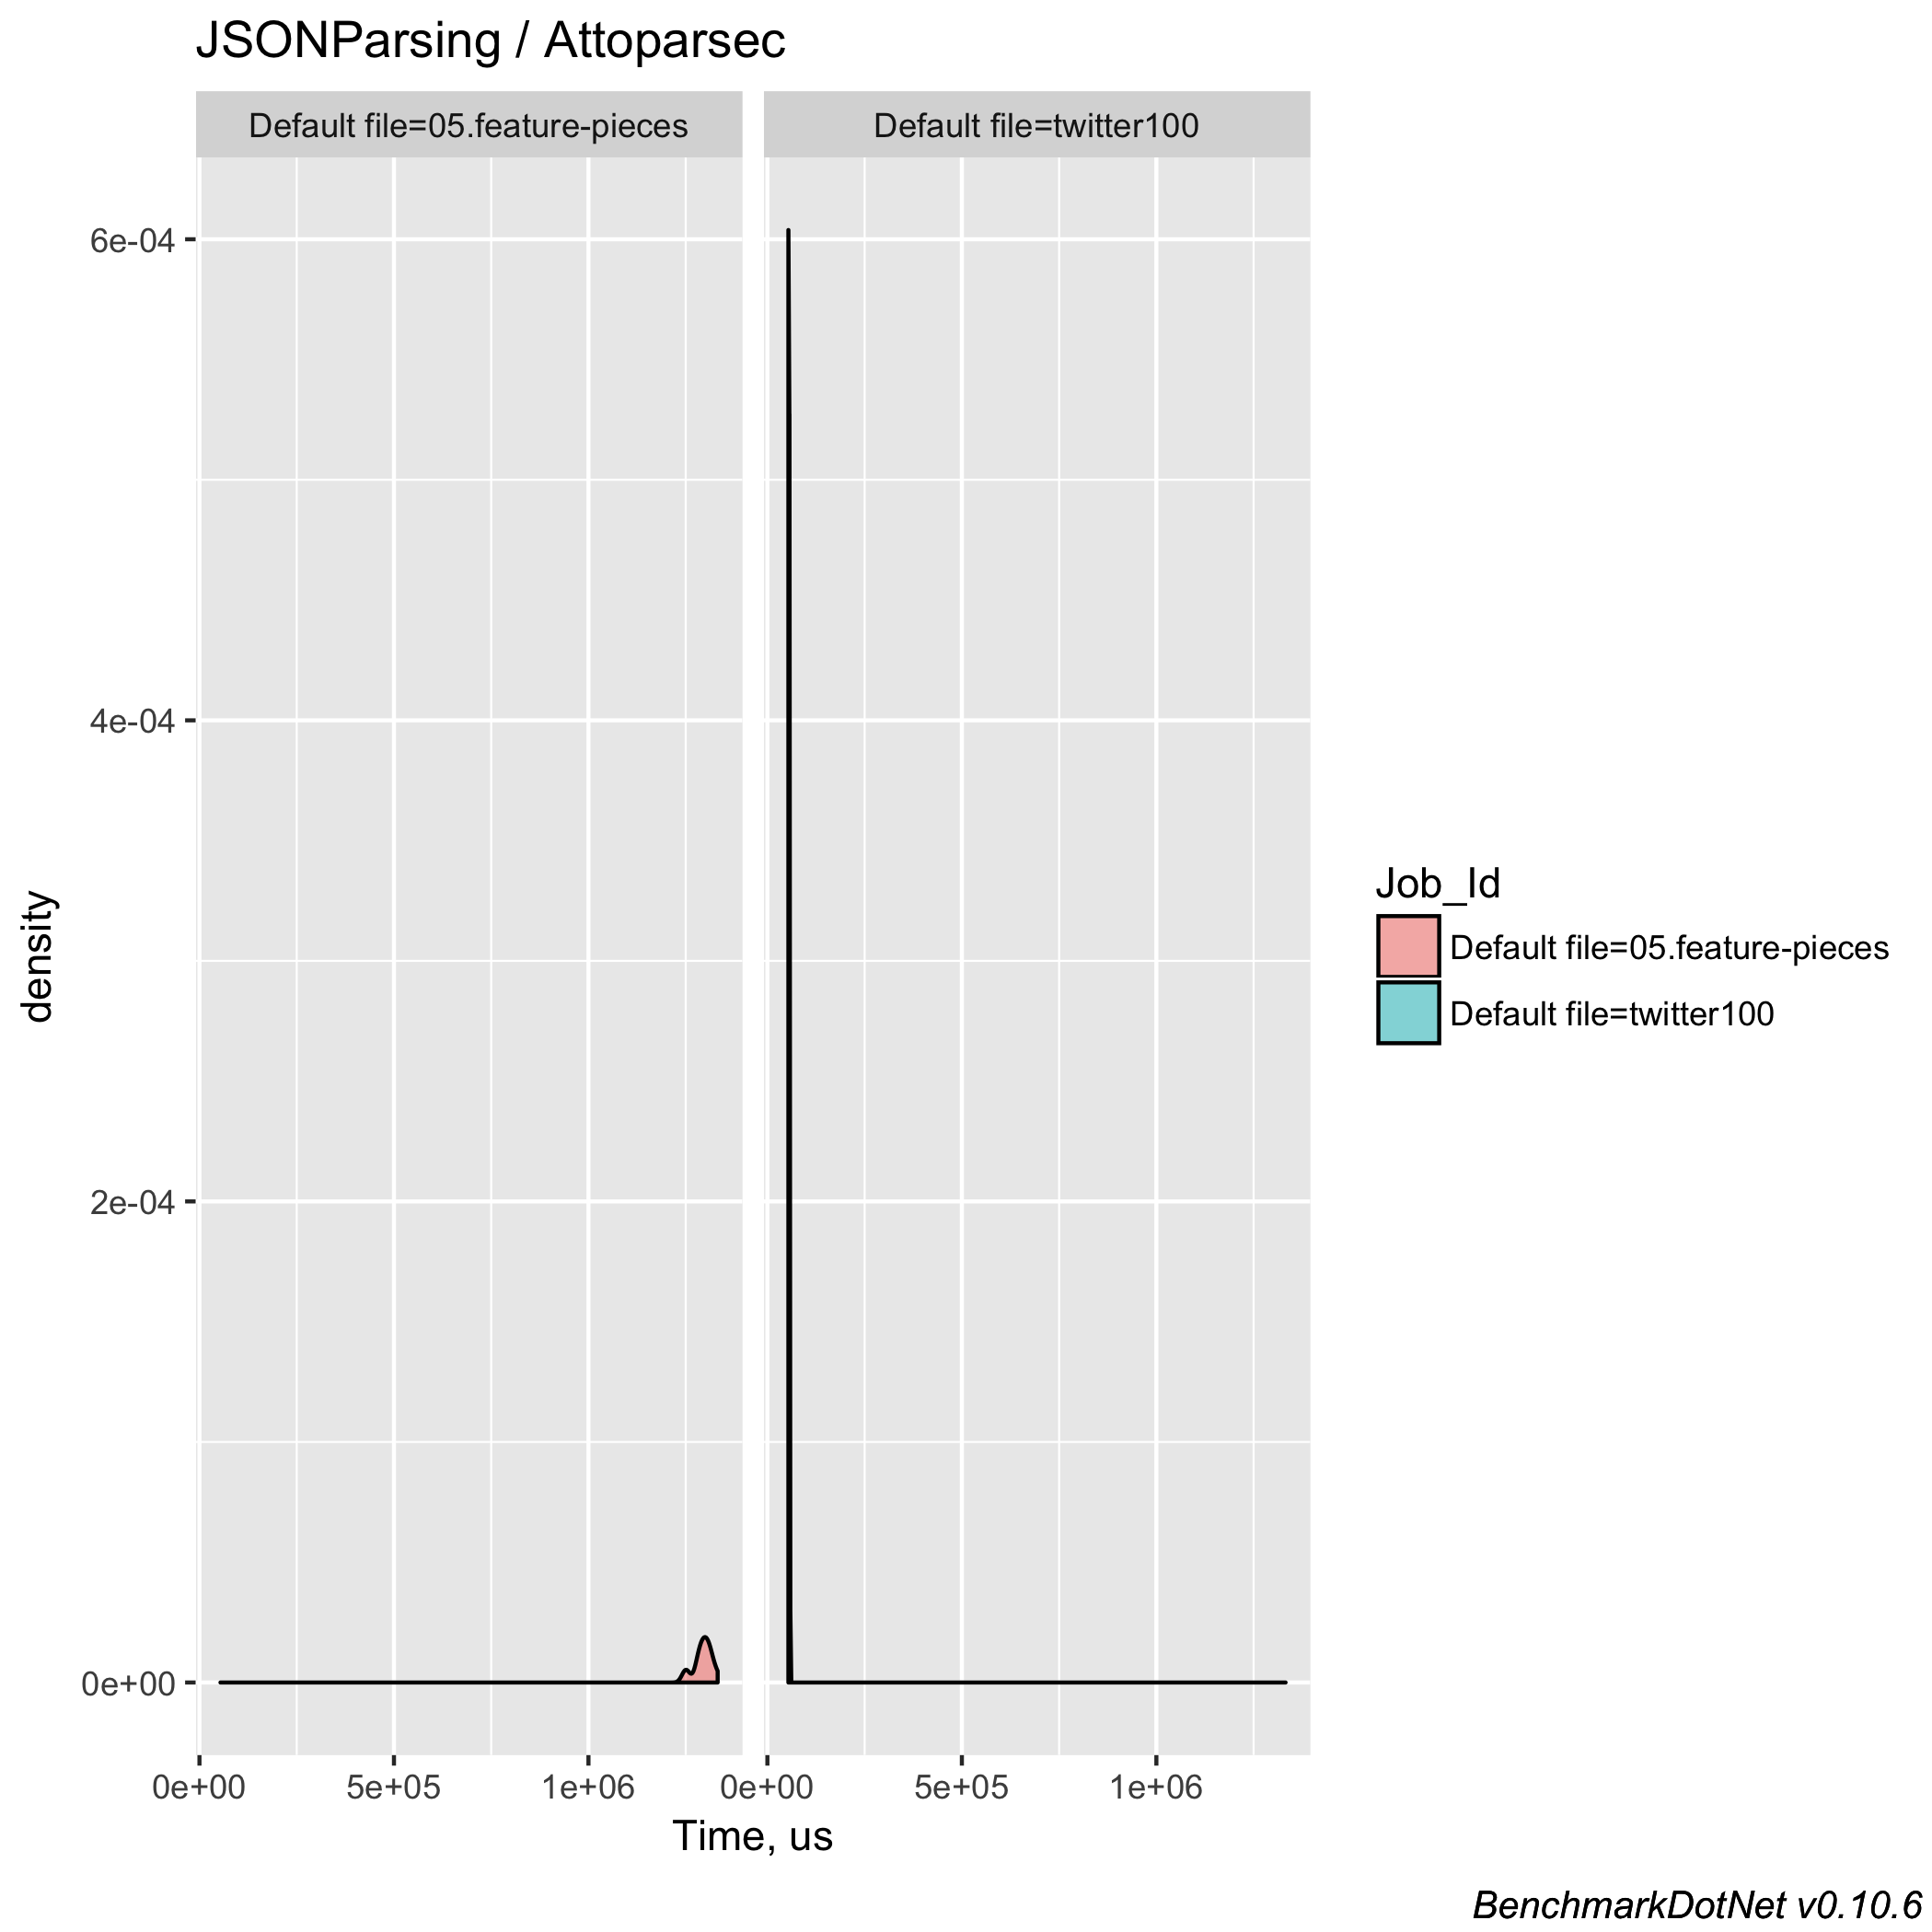 JSONParsing / Attoparsec
Default file=05.feature-pieces
Default file=twitter100
6e-04
4e-04
2e-04
0e+00
density
0e+00
5e+05
1e+06
0e+00
5e+05
1e+06
Time, us
Job_Id
Default file=05.feature-pieces
Default file=twitter100
BenchmarkDotNet v0.10.6